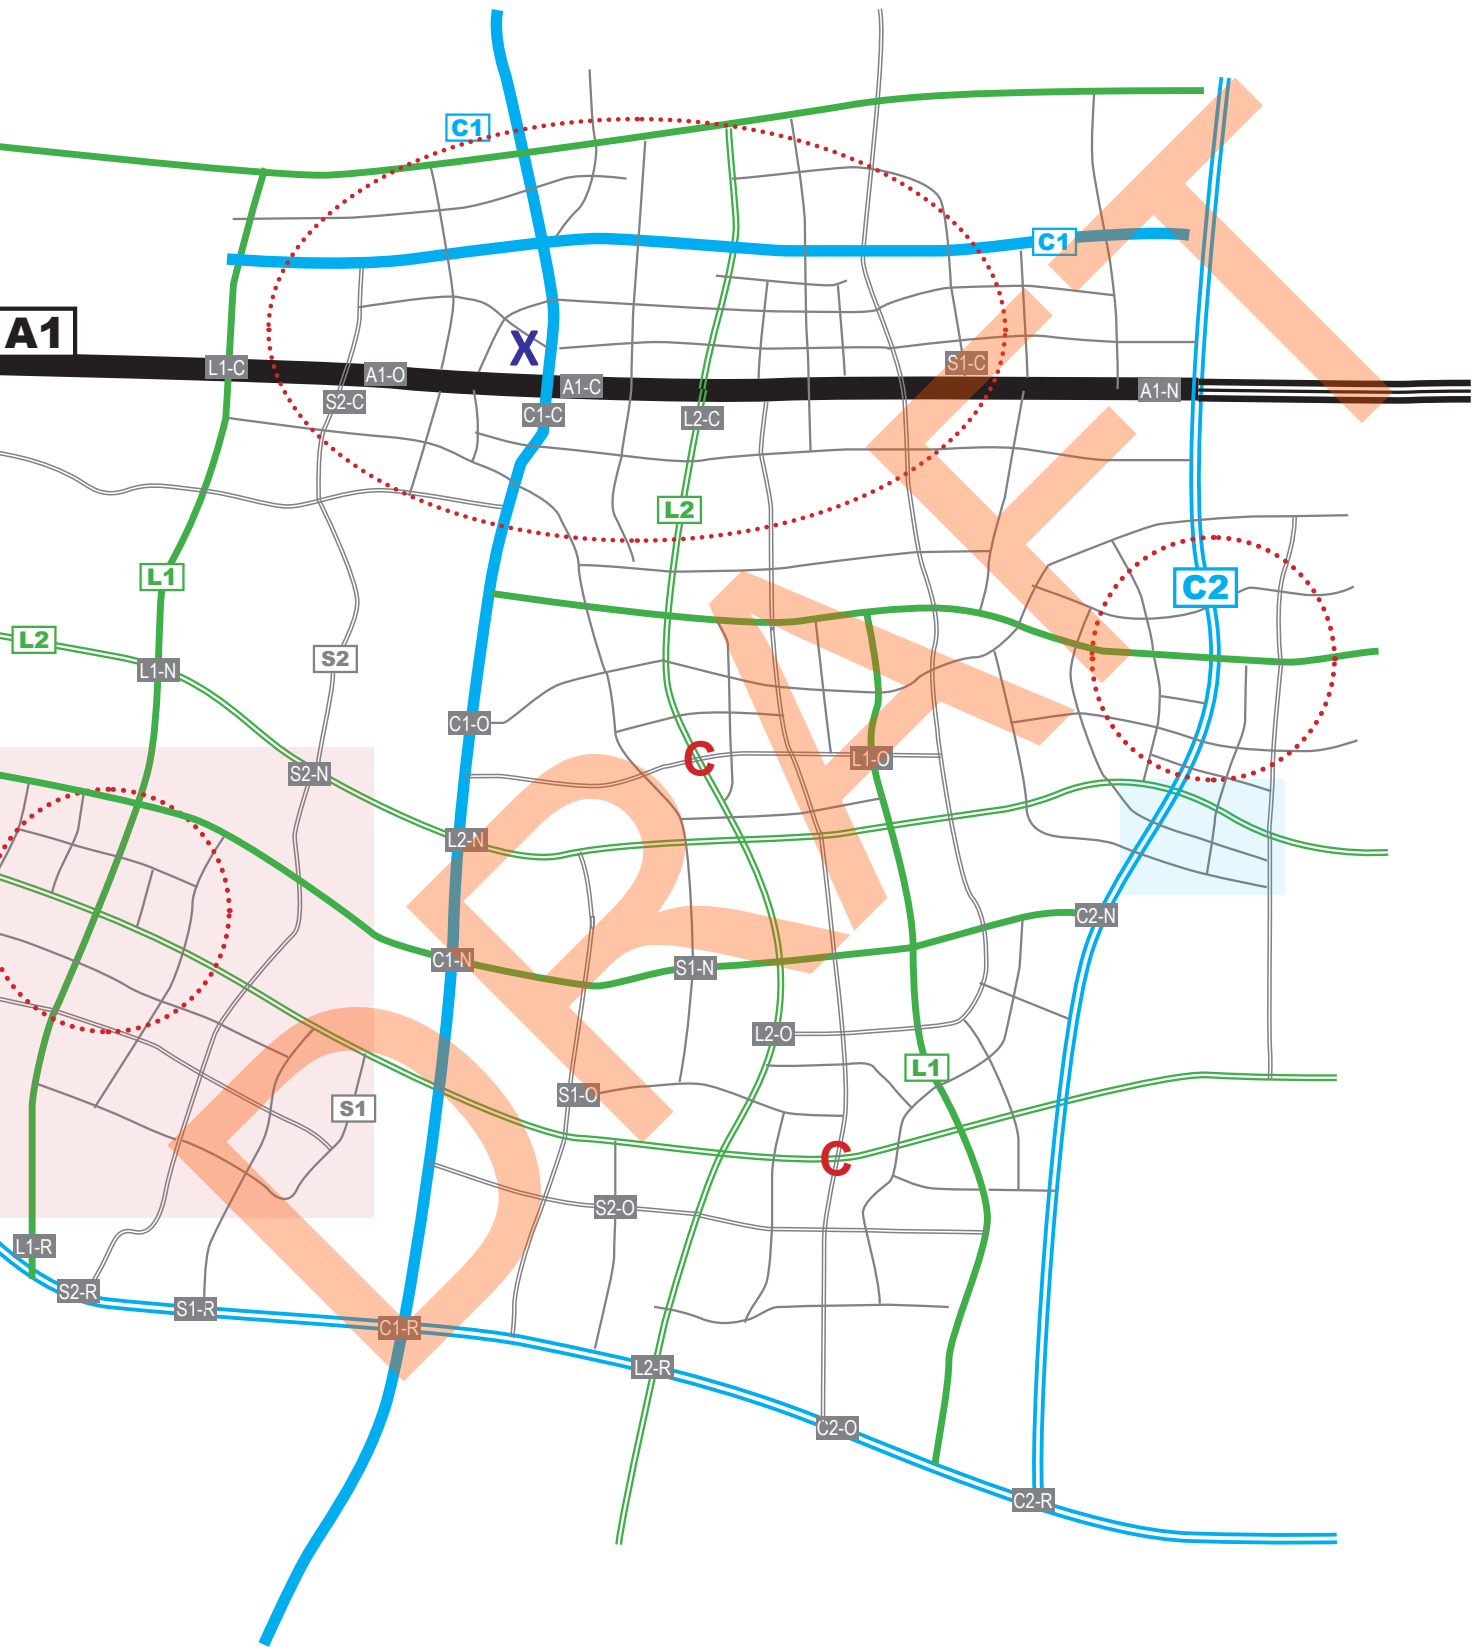 C1
C1
A1
X
L1-C
A1-O
S1-C
A1-C
A1-N
S2-C
C1-C
L2-C
L2
L1
C2
L2
S2
L1-N
C1-O
C
L1-O
S2-N
L2-N
C2-N
C1-N
S1-N
L2-O
L1
S1-O
S1
C
S2-O
L1-R
S2-R
S1-R
C1-R
L2-R
C2-O
C2-R
DRAFT